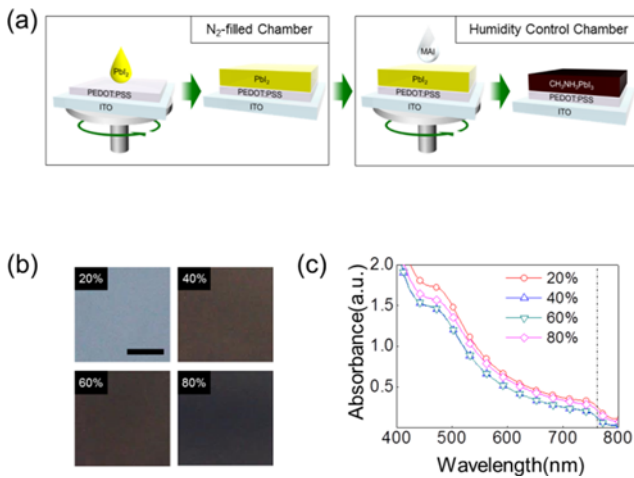 (a)
N₂-filled Chamber
Humidity Control Chamber
PbI₂
PEDOT:PSS
ITO
PbI₂
PEDOT:PSS
ITO
MAI
PbI₂
PEDOT:PSS
ITO
CH₃NH₃PbI₃
PEDOT:PSS
ITO
(b)
20%
40%
60%
80%
(c)
Absorbance(a.u.)
2.0
1.5
1.0
0.5
20%
40%
60%
80%
400 500 600 700 800
Wavelength(nm)